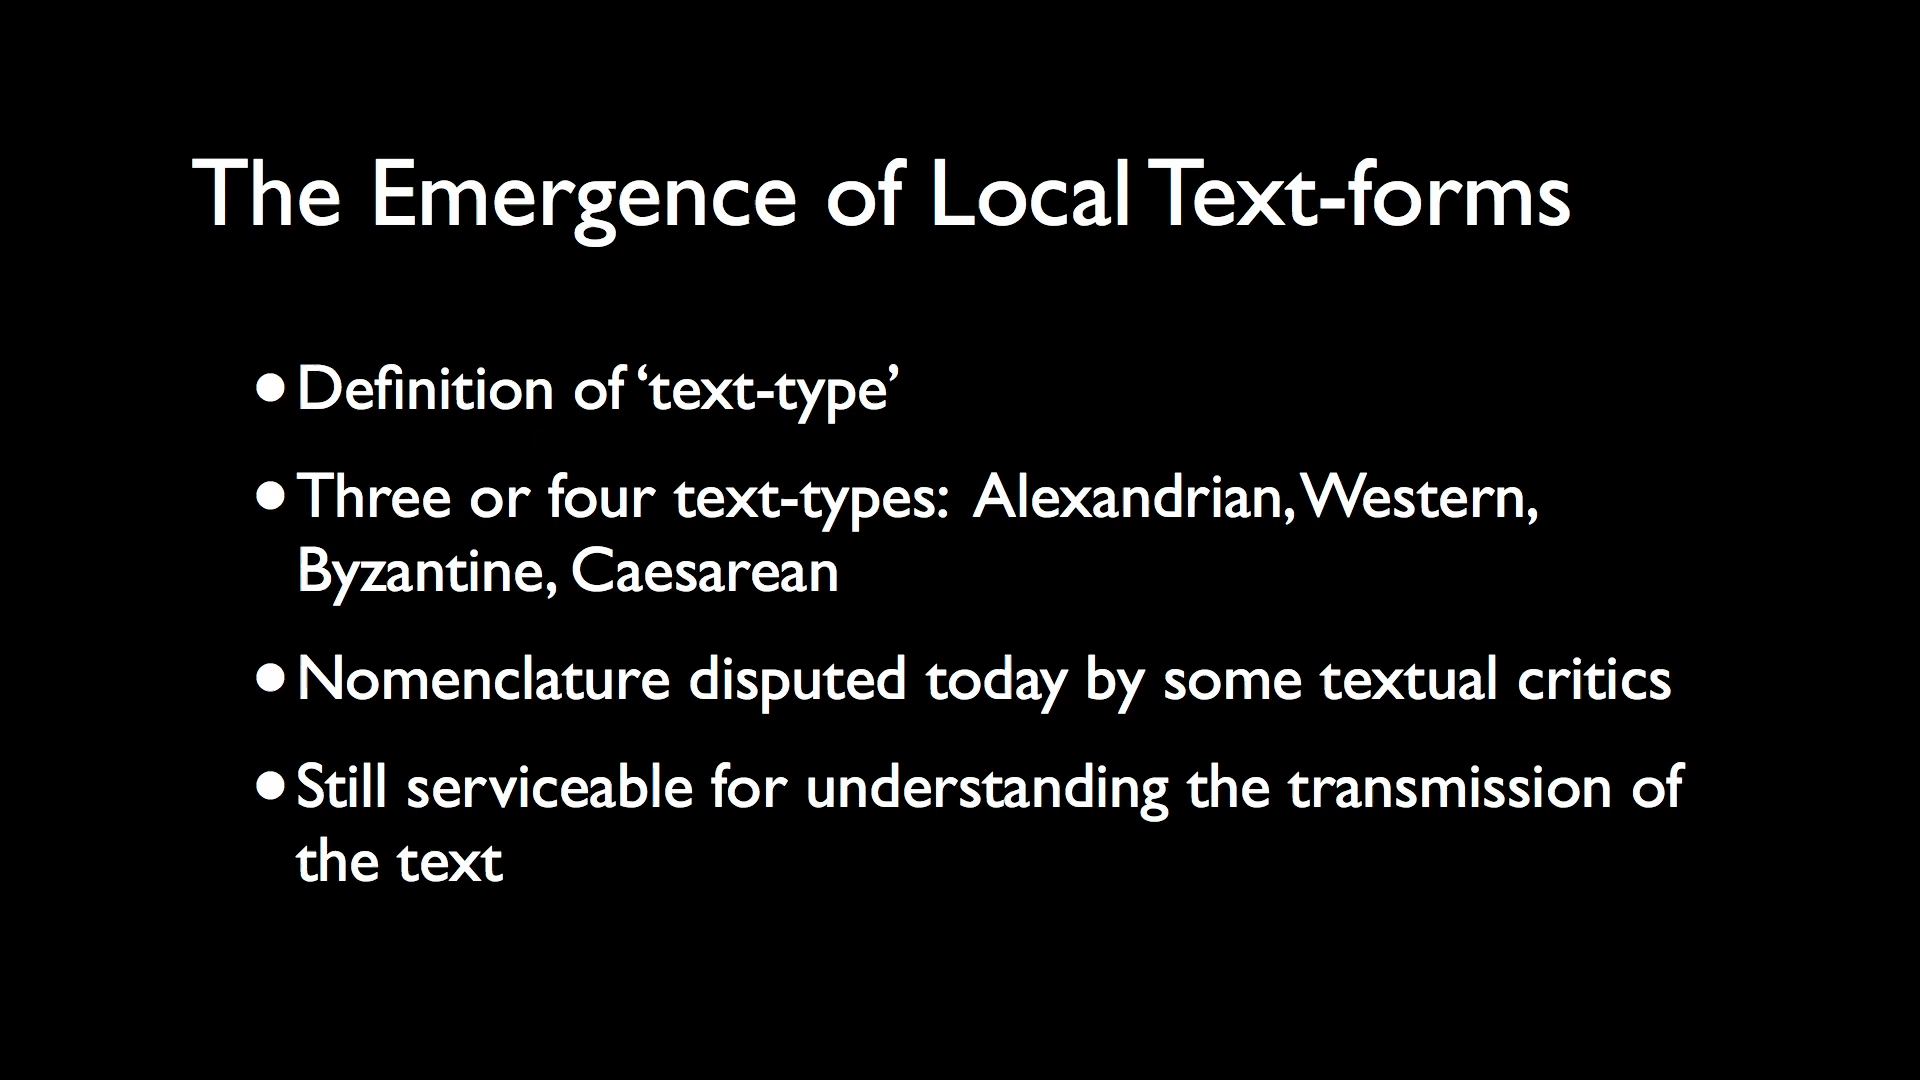 The Emergence of Local Text-forms
•Definition of ‘text-type’
•Three or four text-types:  Alexandrian, Western,
Byzantine, Caesarean
•Nomenclature disputed today by some textual critics
•Still serviceable for understanding the transmission of
the text